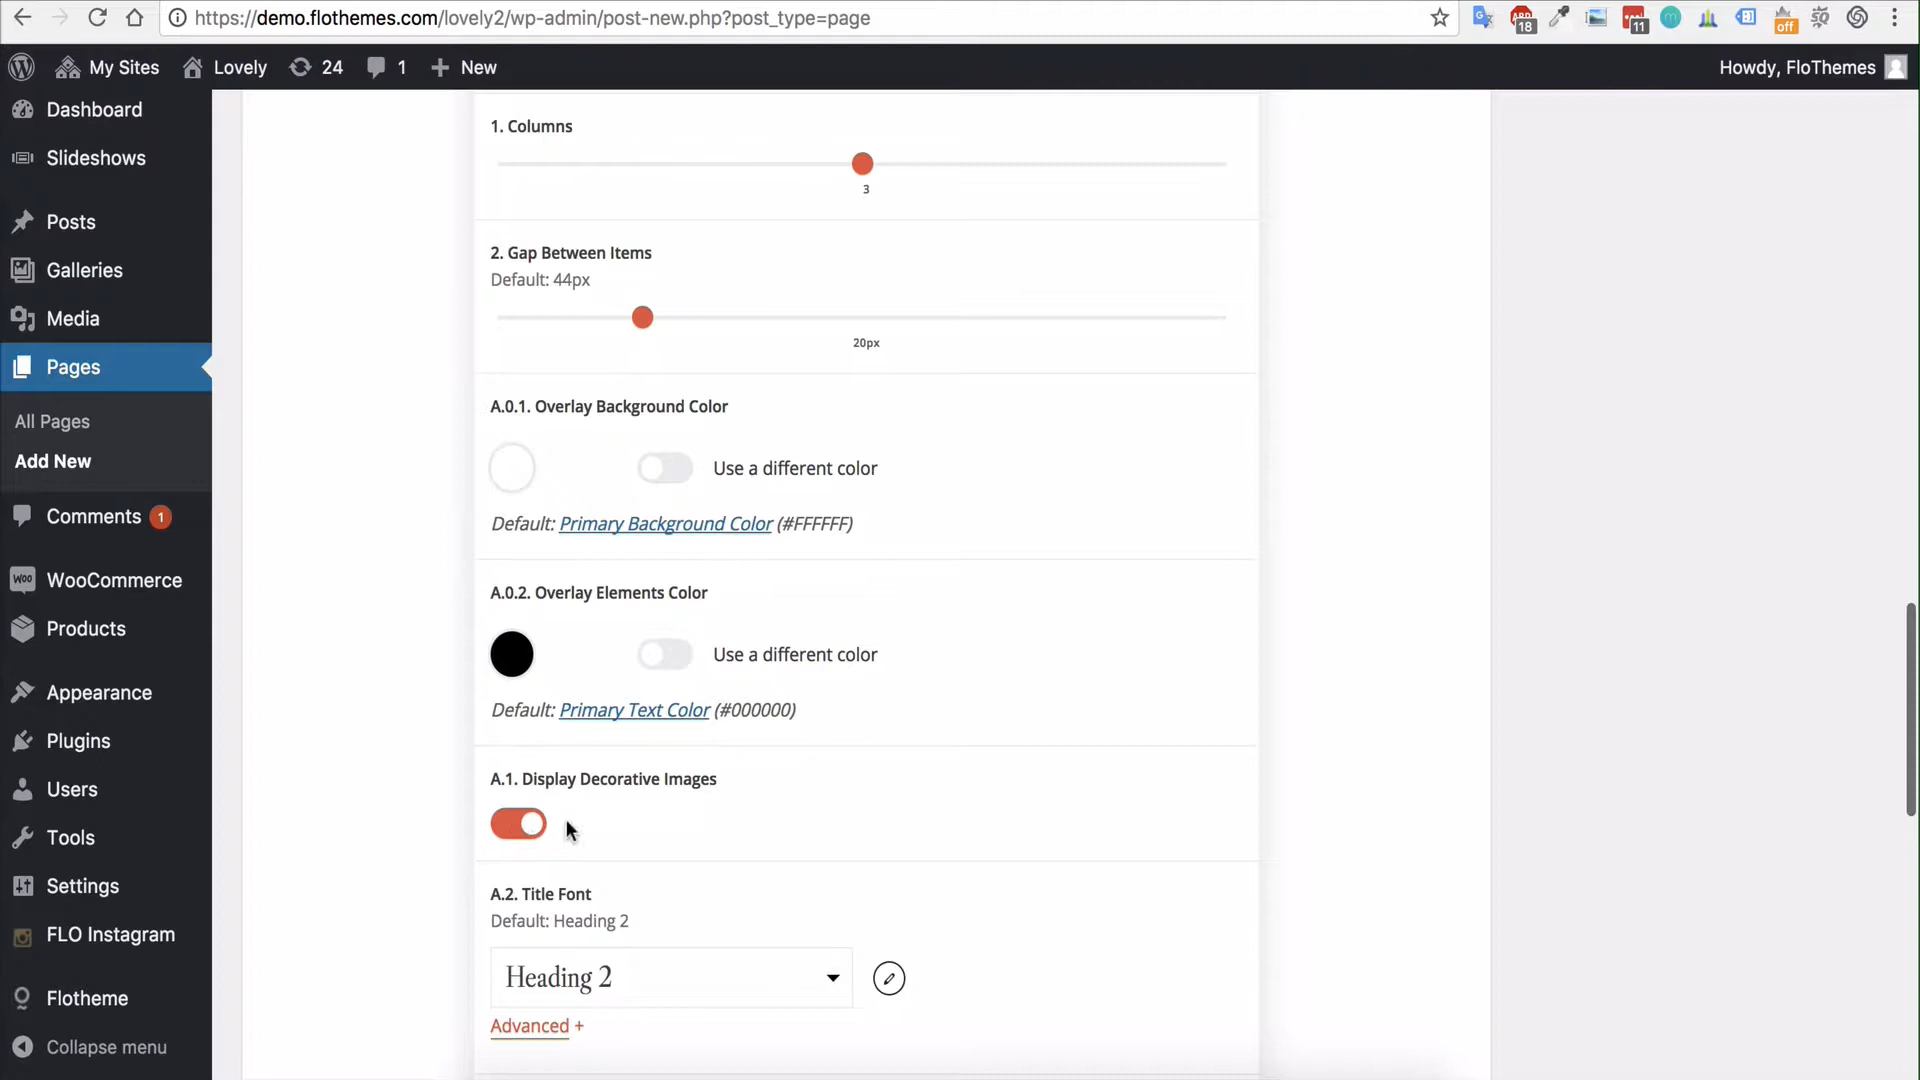 https://demo.flothemes.com/lovely2/wp-admin/post-new.php?post_type=page
18
11
off
My Sites
Lovely
24
1
New
Howdy, FloThemes
Dashboard
Slideshows
Posts
Galleries
Media
Pages
All Pages
Add New
Comments 1
WooCommerce
Products
Appearance
Plugins
Users
Tools
Settings
FLO Instagram
Flotheme
Collapse menu
1. Columns
3
2. Gap Between Items
Default: 44px
20px
A.0.1. Overlay Background Color
Use a different color
Default: Primary Background Color (#FFFFFF)
A.0.2. Overlay Elements Color
Use a different color
Default: Primary Text Color (#000000)
A.1. Display Decorative Images
A.2. Title Font
Default: Heading 2
Heading 2
Advanced +